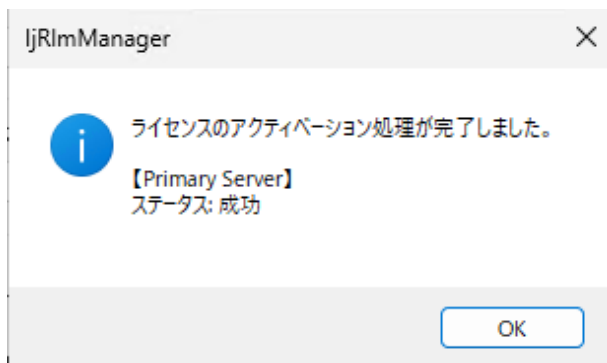 IjRlmManager
ライセンスのアクティベーション処理が完了しました。
【Primary Server】
ステータス: 成功
OK